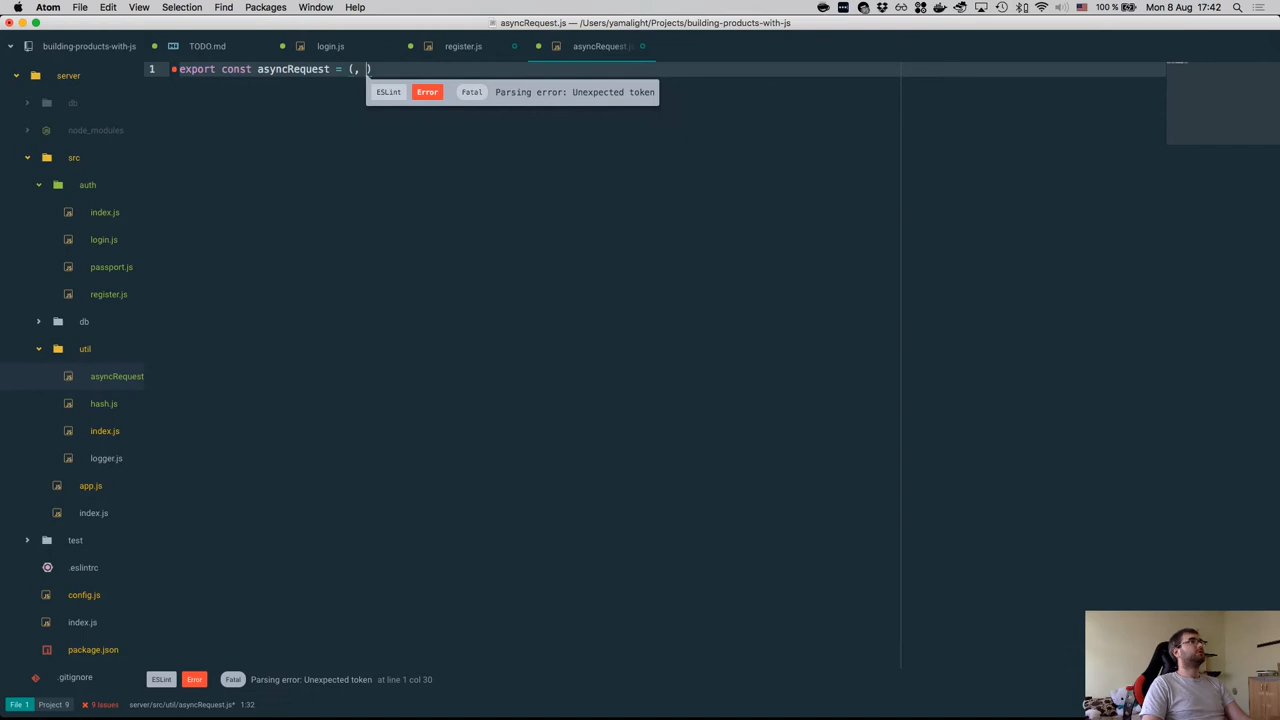 Atom File Edit View Selection Find Packages Window Help 100 % Mon 8 Aug 17:42
asyncRequest.js — /Users/yamalight/Projects/building-products-with-js
building-products-with-js TODO.md login.js register.js asyncRequest.js
server
1 export const asyncRequest = (, )
ESLint Error Fatal Parsing error: Unexpected token
db
node_modules
src
auth
index.js
login.js
passport.js
register.js
db
util
asyncRequest
hash.js
index.js
logger.js
app.js
index.js
test
.eslintrc
config.js
index.js
package.json
.gitignore
ESLint Error Fatal Parsing error: Unexpected token at line 1 col 30
File 1 Project 9 9 Issues server/src/util/asyncRequest.js* 1:32